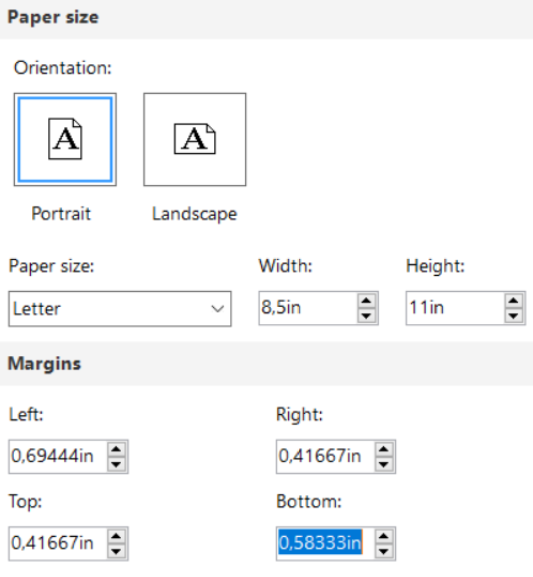 Paper size
Orientation:
A A
Portrait Landscape
Paper size: Width: Height:
Letter 8,5in 11in
Margins
Left: Right:
0,69444in 0,41667in
Top: Bottom:
0,41667in 0,58333in